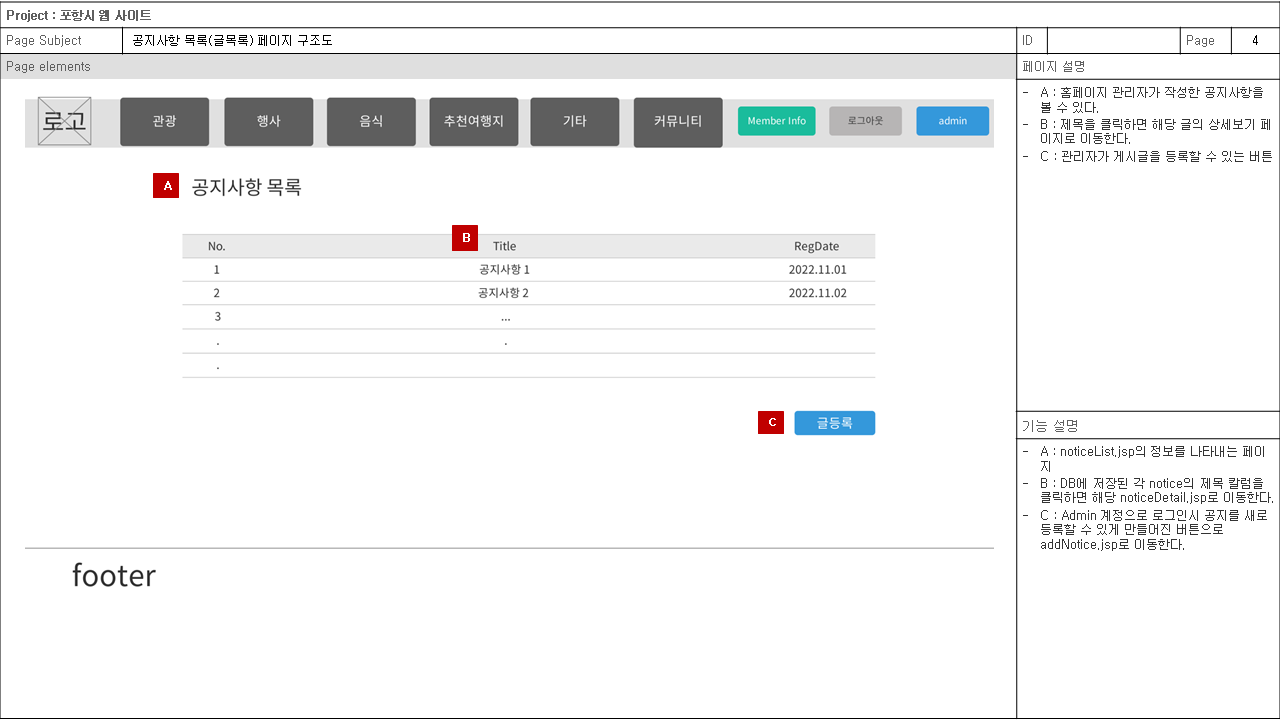 Project : 포항시 웹 사이트
Page Subject
공지사항 목록(글목록) 페이지 구조도
ID
Page
4
Page elements
페이지 설명
로고
관광
행사
음식
추천여행지
기타
커뮤니티
Member Info
로그아웃
admin
A
공지사항 목록
B
No. Title RegDate
1 공지사항 1 2022.11.01
2 공지사항 2 2022.11.02
3 ...
. .
.
C
글등록
footer
- A : 홈페이지 관리자가 작성한 공지사항을
볼 수 있다.
- B : 제목을 클릭하면 해당 글의 상세보기 페
이지로 이동한다.
- C : 관리자가 게시글을 등록할 수 있는 버튼
기능 설명
- A : noticeList.jsp의 정보를 나타내는 페이
지
- B : DB에 저장된 각 notice의 제목 칼럼을
클릭하면 해당 noticeDetail.jsp로 이동한다.
- C : Admin 계정으로 로그인시 공지를 새로
등록할 수 있게 만들어진 버튼으로
addNotice.jsp로 이동한다.